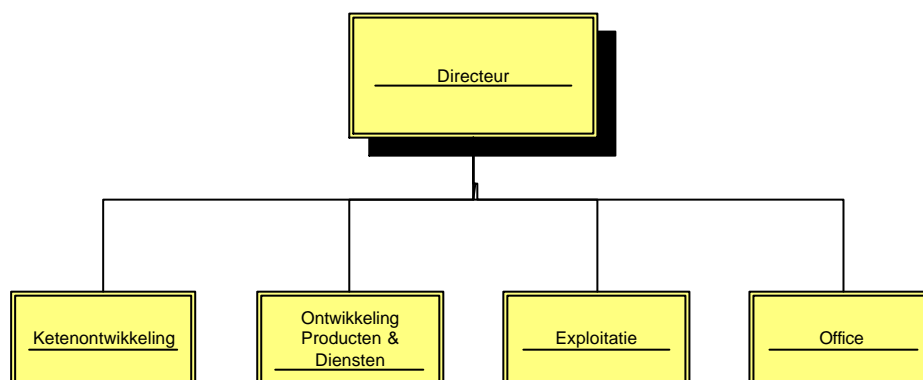 Directeur
Ketenontwikkeling
Ontwikkeling
Producten &
Diensten
Exploitatie
Office